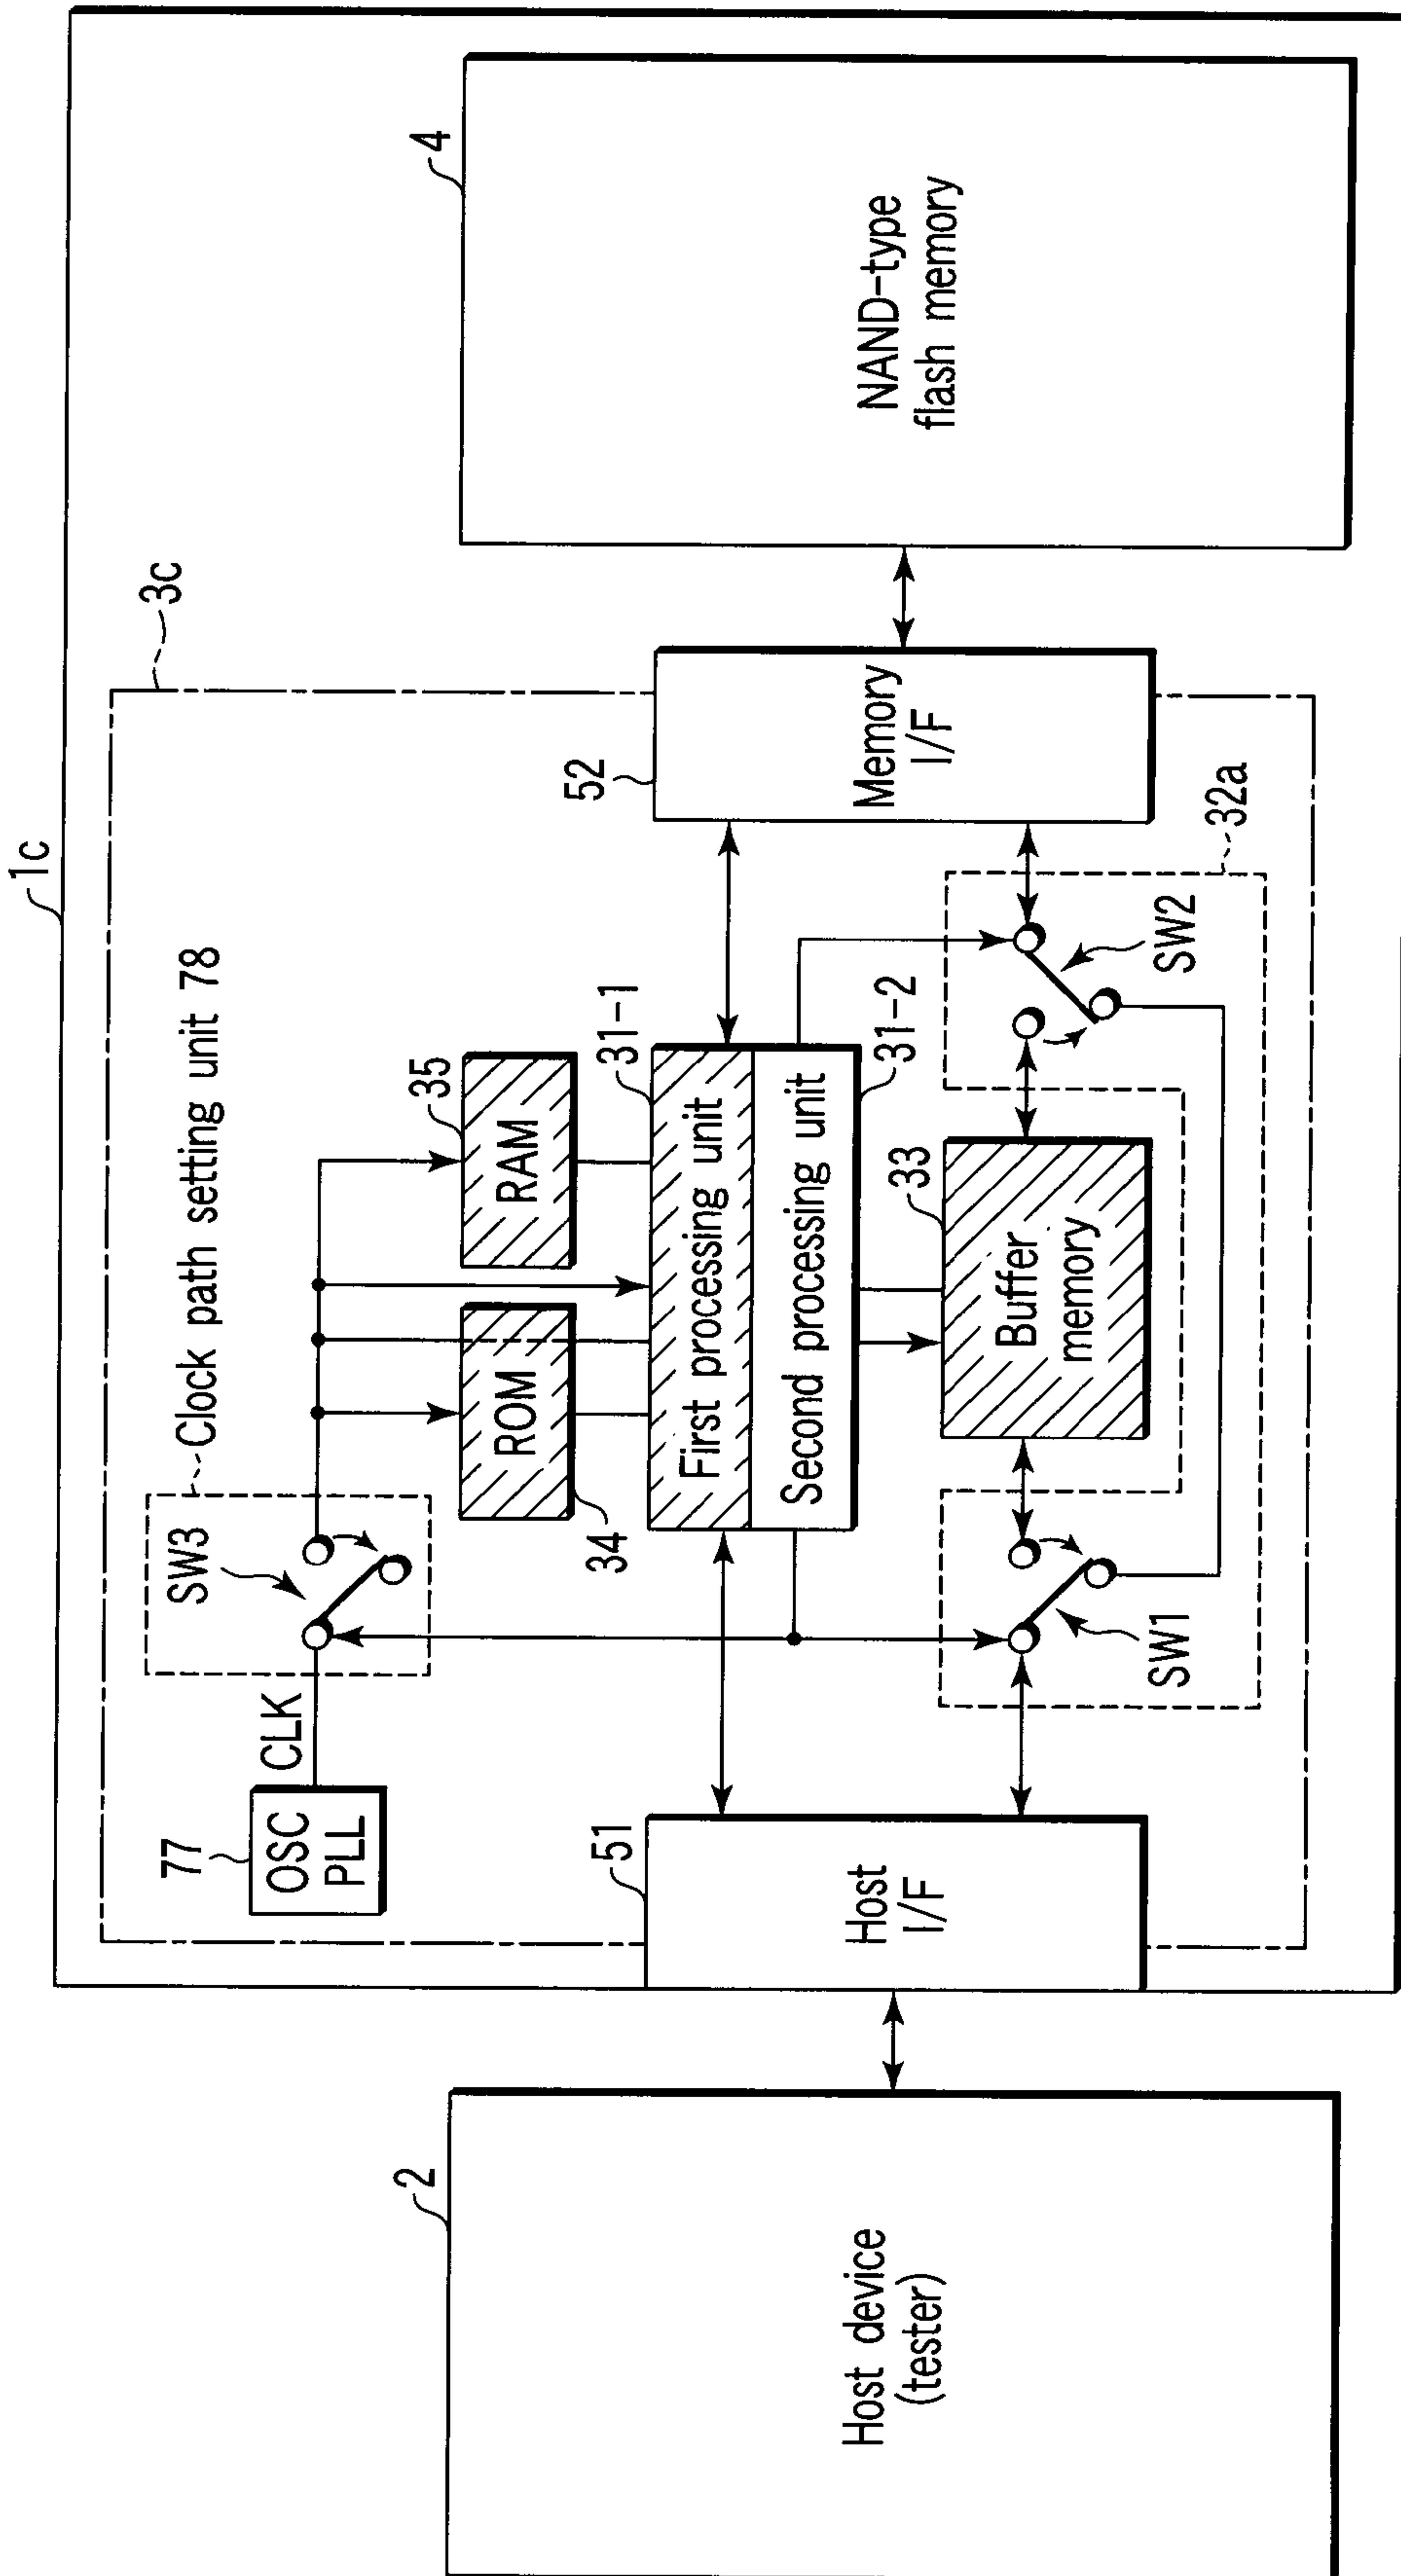 1c
3c
Clock path setting unit 78
SW3
77
OSC
PLL
CLK
35
RAM
ROM
34
31-1
First processing unit
Second processing unit
31-2
33
Buffer
memory
SW1
SW2
32a
51
Host
I/F
52
Memory
I/F
2
Host device
(tester)
4
NAND-type
flash memory